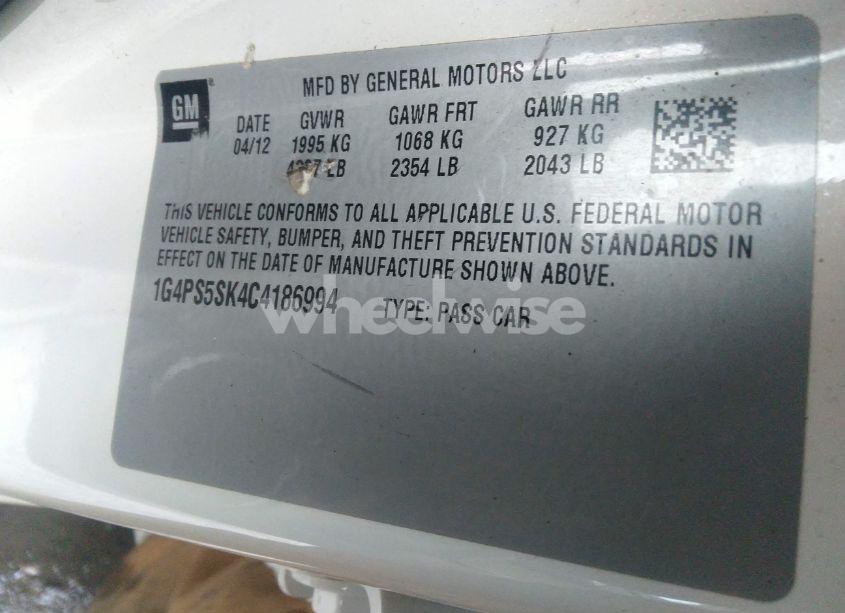 MFD BY GENERAL MOTORS LLC
GM
DATE GVWR GAWR FRT GAWR RR
04/12 1995 KG 1068 KG 927 KG
LB 2354 LB 2043 LB
THIS VEHICLE CONFORMS TO ALL APPLICABLE U.S. FEDERAL MOTOR
VEHICLE SAFETY, BUMPER, AND THEFT PREVENTION STANDARDS IN
EFFECT ON THE DATE OF MANUFACTURE SHOWN ABOVE.
1G4PS5SK4C4186994 TYPE: PASS CAR
wheelwise